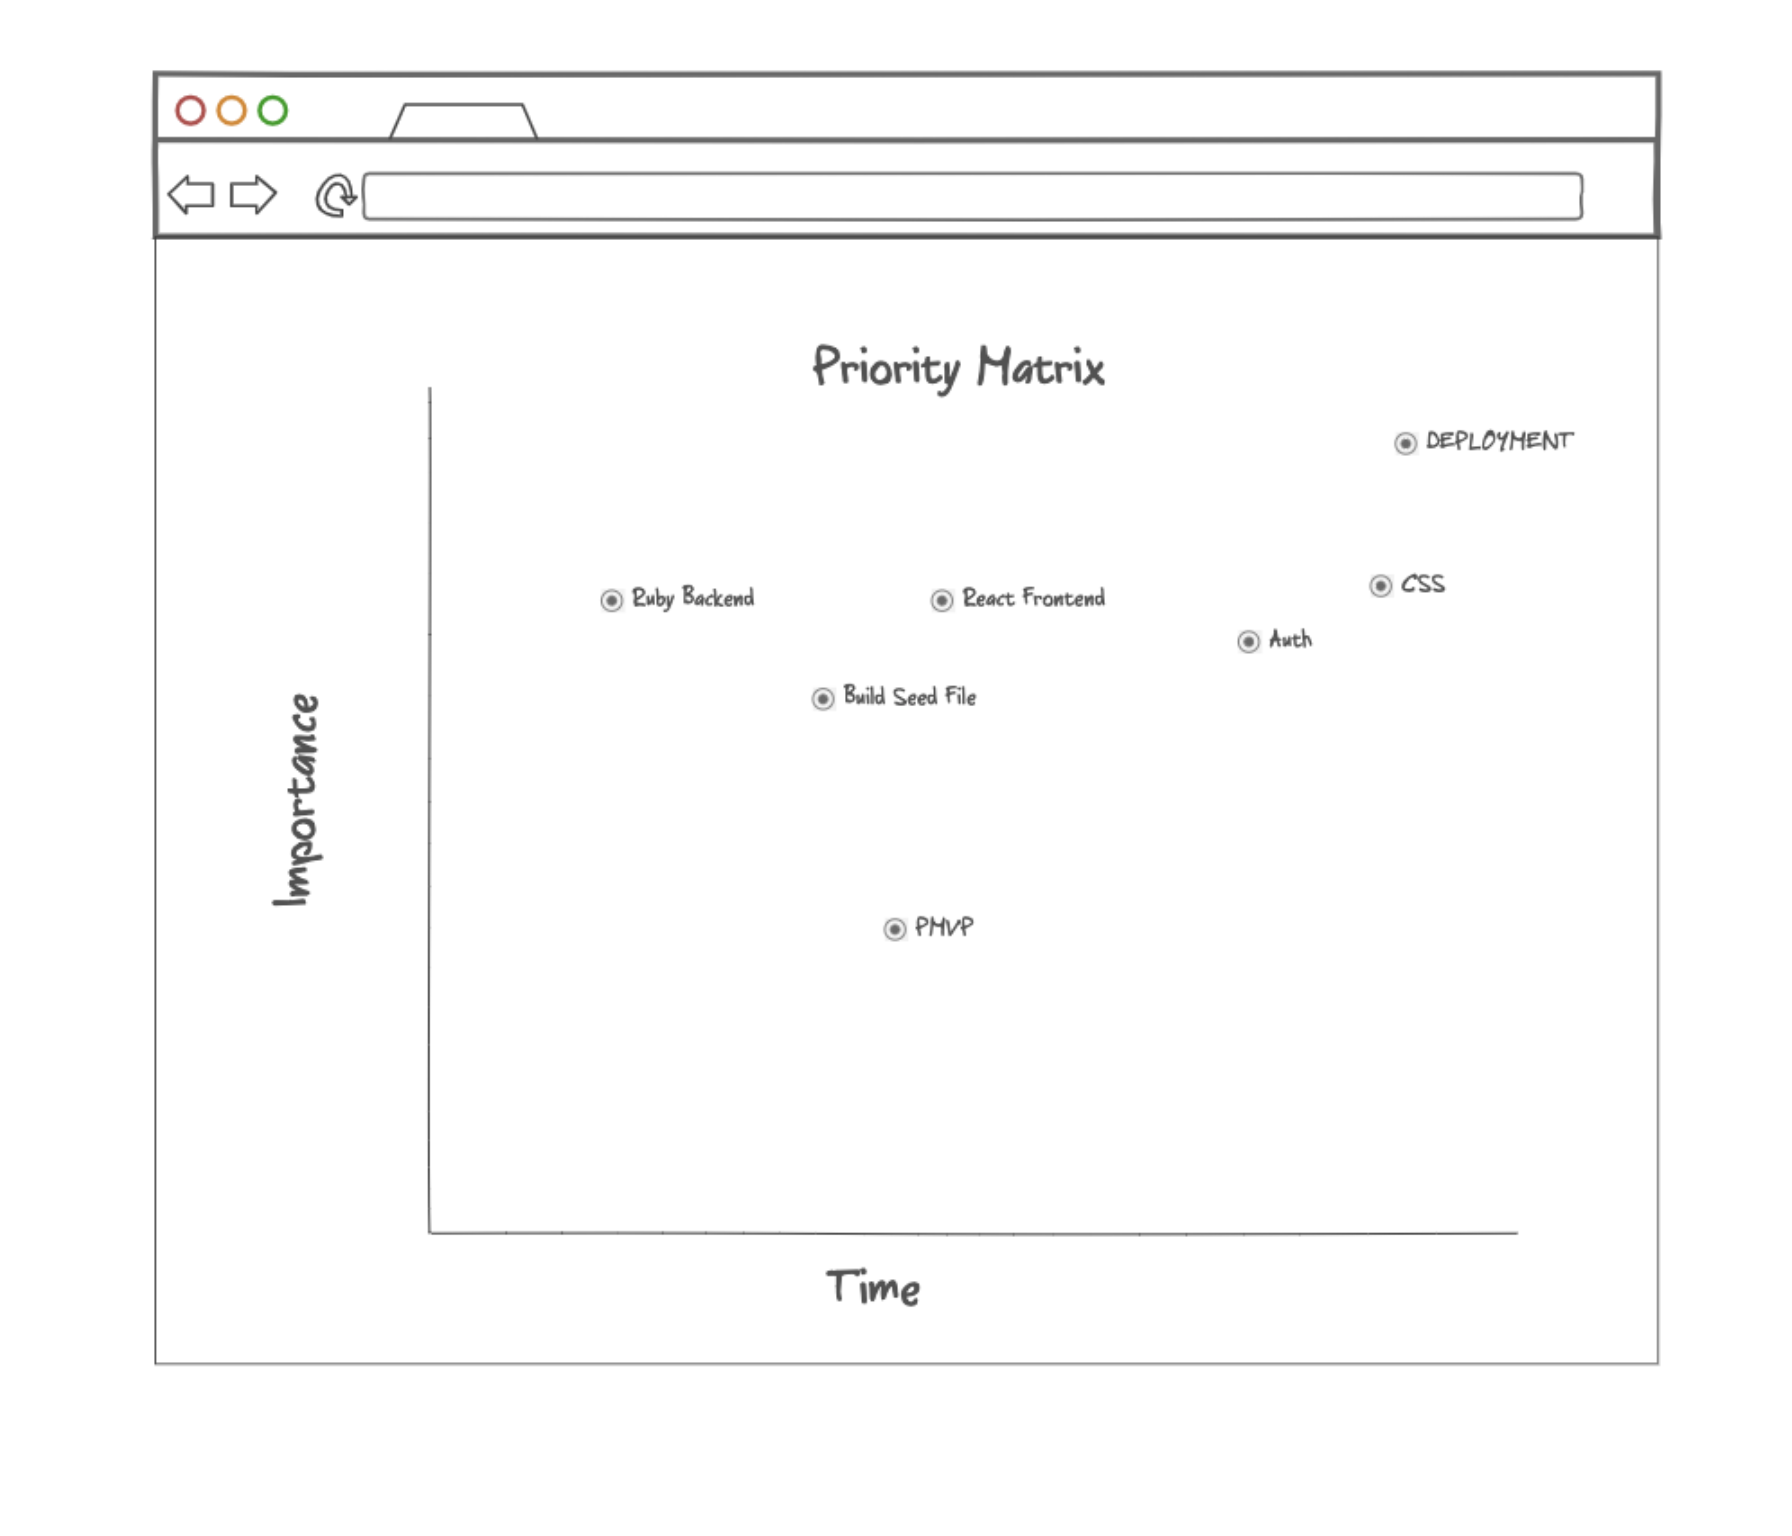 Priority Matrix
DEPLOYMENT
CSS
Ruby Backend
React Frontend
Auth
Build Seed File
Importance
PMVP
Time